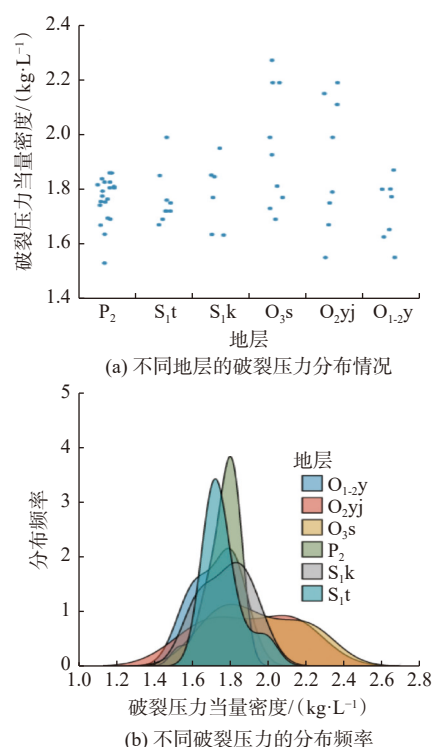 2.4
2.2
2.0
1.8
1.6
1.4
破裂压力当量密度/(kg·L⁻¹)
P₂ S₁t S₁k O₃s O₂yj O₁₋₂y
地层
(a) 不同地层的破裂压力分布情况
5
4
3
2
1
0
分布频率
地层
O₁₋₂y
O₂yj
O₃s
P₂
S₁k
S₁t
1.0 1.2 1.4 1.6 1.8 2.0 2.2 2.4 2.6 2.8
破裂压力当量密度/(kg·L⁻¹)
(b) 不同破裂压力的分布频率